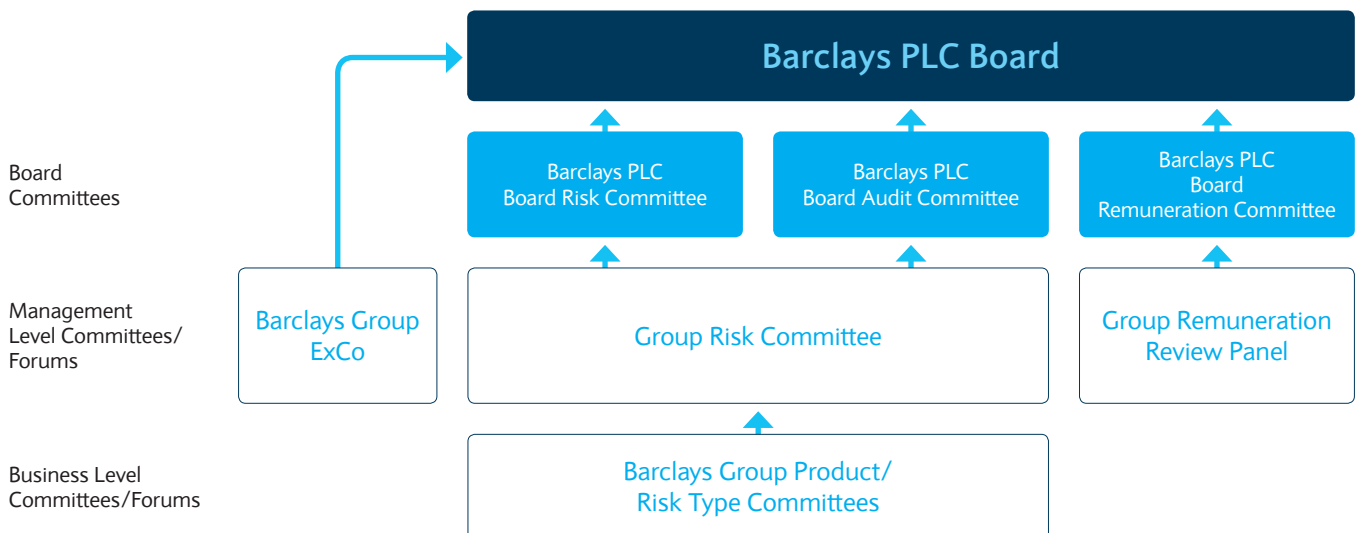 Barclays PLC Board
Board
Committees
Barclays PLC
Board Risk Committee
Barclays PLC
Board Audit Committee
Barclays PLC
Board
Remuneration Committee
Management
Level Committees/
Forums
Barclays Group
ExCo
Group Risk Committee
Group Remuneration
Review Panel
Business Level
Committees/Forums
Barclays Group Product/
Risk Type Committees